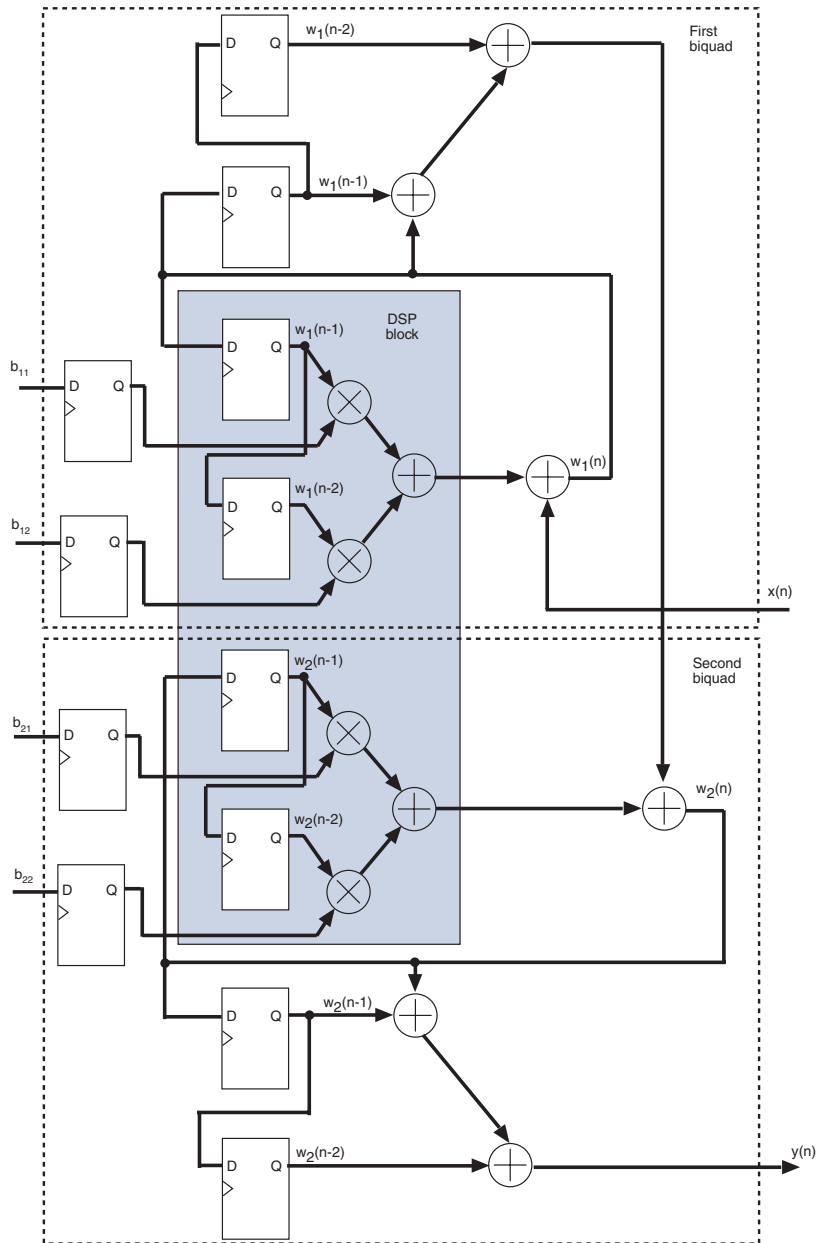 D Q w₁(n-2) First
biquad
D Q w₁(n-1)
DSP
block
D Q w₁(n-1)
b₁₁ D Q
w₁(n)
D Q w₁(n-2)
b₁₂ D Q
x(n)
D Q w₂(n-1) Second
biquad
b₂₁ D Q
w₂(n)
D Q w₂(n-2)
b₂₂ D Q
D Q w₂(n-1)
D Q w₂(n-2) y(n)